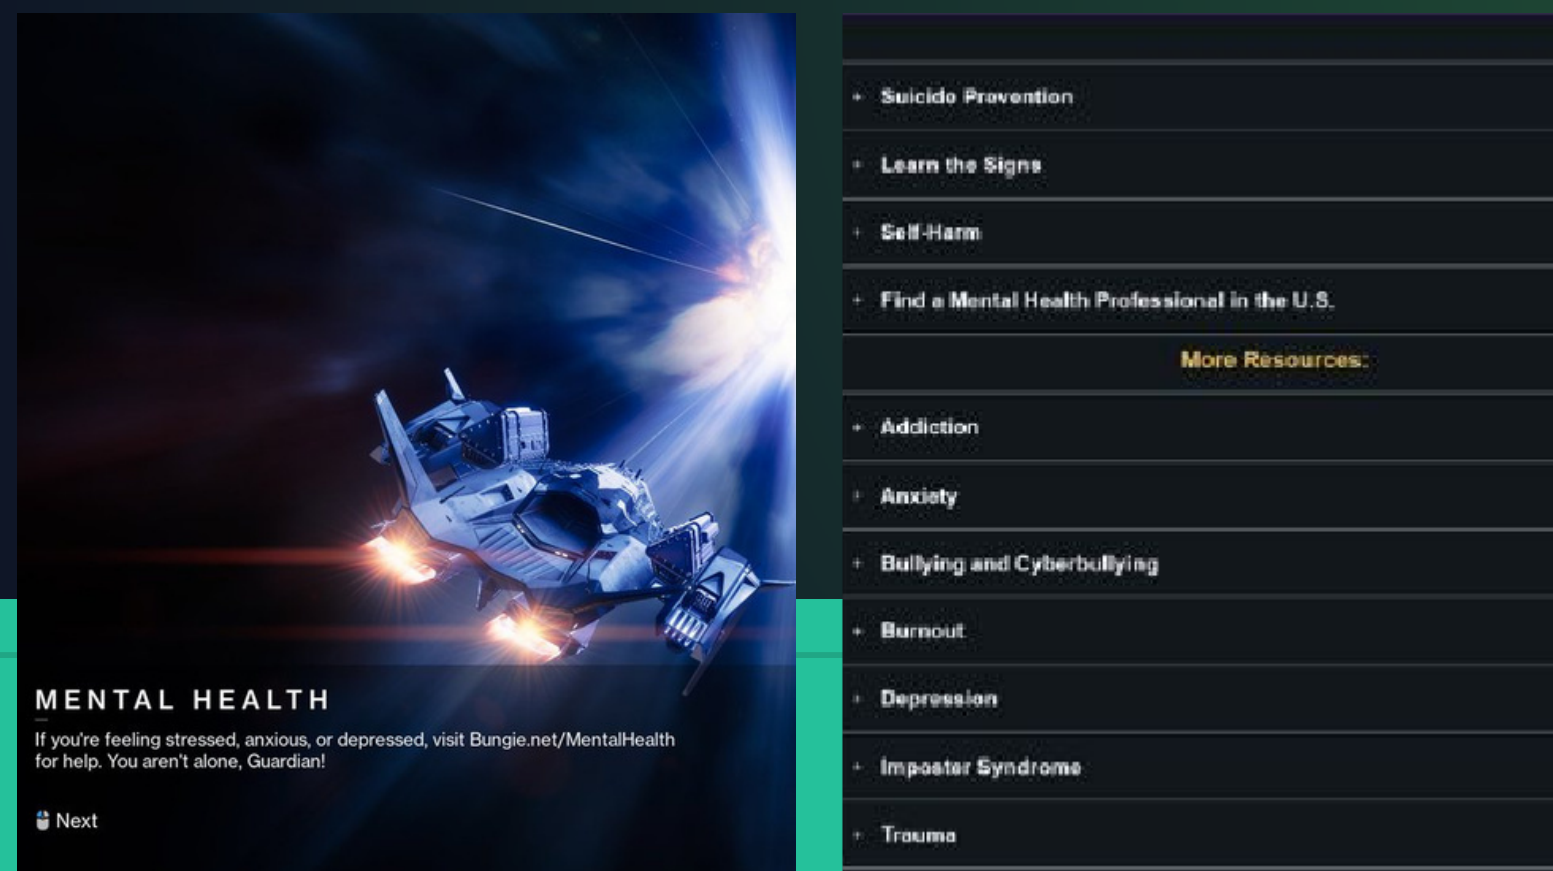 MENTAL HEALTH
If you're feeling stressed, anxious, or depressed, visit Bungie.net/MentalHealth
for help. You aren't alone, Guardian!
Next
+ Suicide Prevention
+ Learn the Signs
+ Self-Harm
+ Find a Mental Health Professional in the U.S.
More Resources:
+ Addiction
+ Anxiety
+ Bullying and Cyberbullying
+ Burnout
+ Depression
+ Imposter Syndrome
+ Trauma